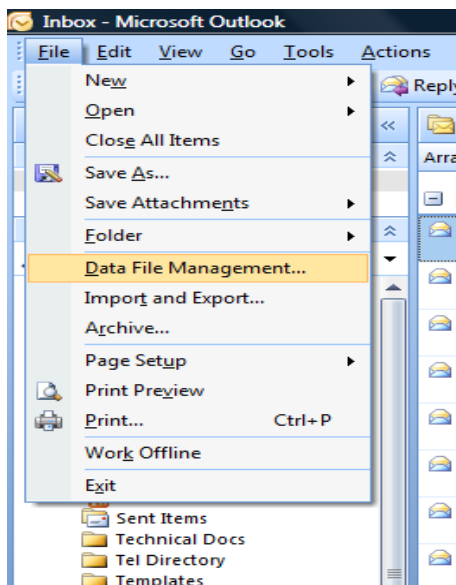 Inbox - Microsoft Outlook
File Edit View Go Tools Actions
New
Reply
Open
Close All Items
Arra
Save As...
Save Attachments
Folder
Data File Management...
Import and Export...
Archive...
Page Setup
Print Preview
Print... Ctrl+P
Work Offline
Exit
Sent Items
Technical Docs
Tel Directory
Templates